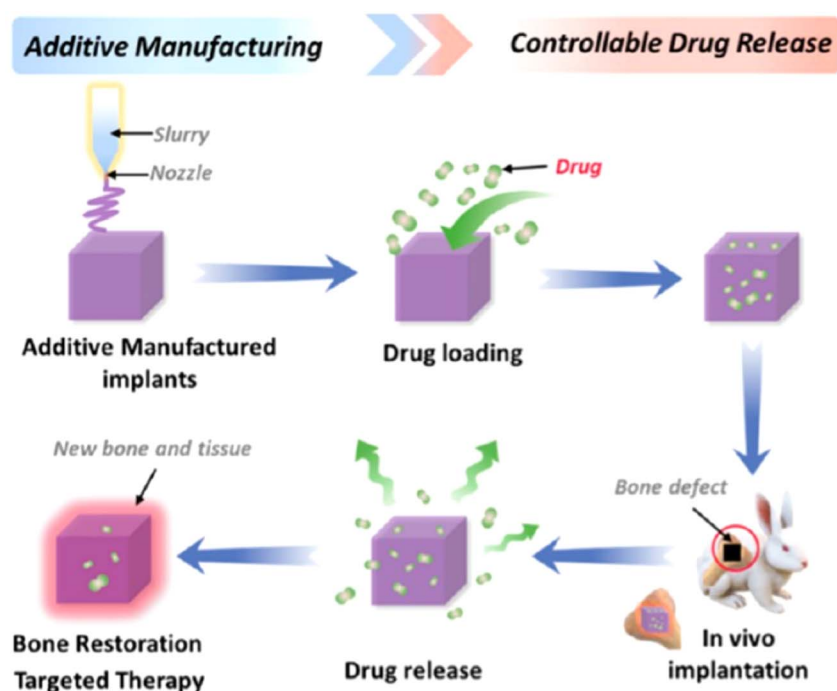 Additive Manufacturing
Controllable Drug Release
Slurry
Nozzle
Drug
Additive Manufactured
implants
Drug loading
New bone and tissue
Bone defect
Bone Restoration
Targeted Therapy
Drug release
In vivo
implantation